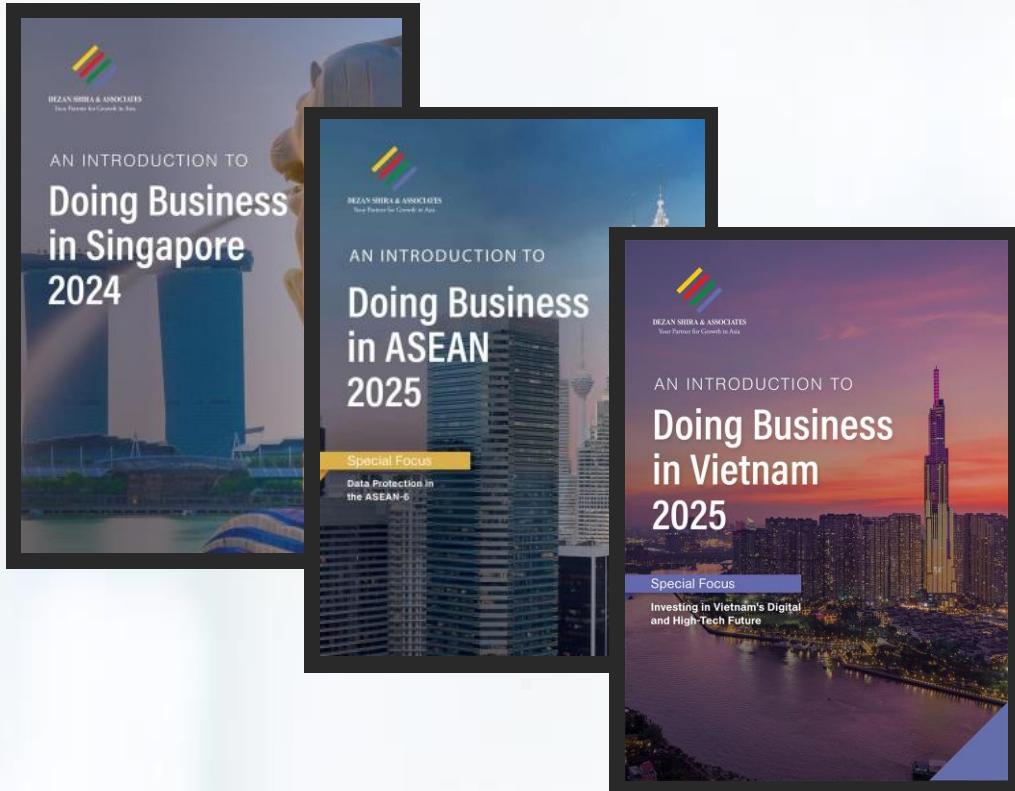 DEZAN SHIRA & ASSOCIATES
Your Partner for Growth in Asia
AN INTRODUCTION TO
Doing Business
in Singapore
2024
DEZAN SHIRA & ASSOCIATES
Your Partner for Growth in Asia
AN INTRODUCTION TO
Doing Business
in ASEAN
2025
Special Focus
Data Protection in
the ASEAN-6
DEZAN SHIRA & ASSOCIATES
Your Partner for Growth in Asia
AN INTRODUCTION TO
Doing Business
in Vietnam
2025
Special Focus
Investing in Vietnam's Digital
and High-Tech Future